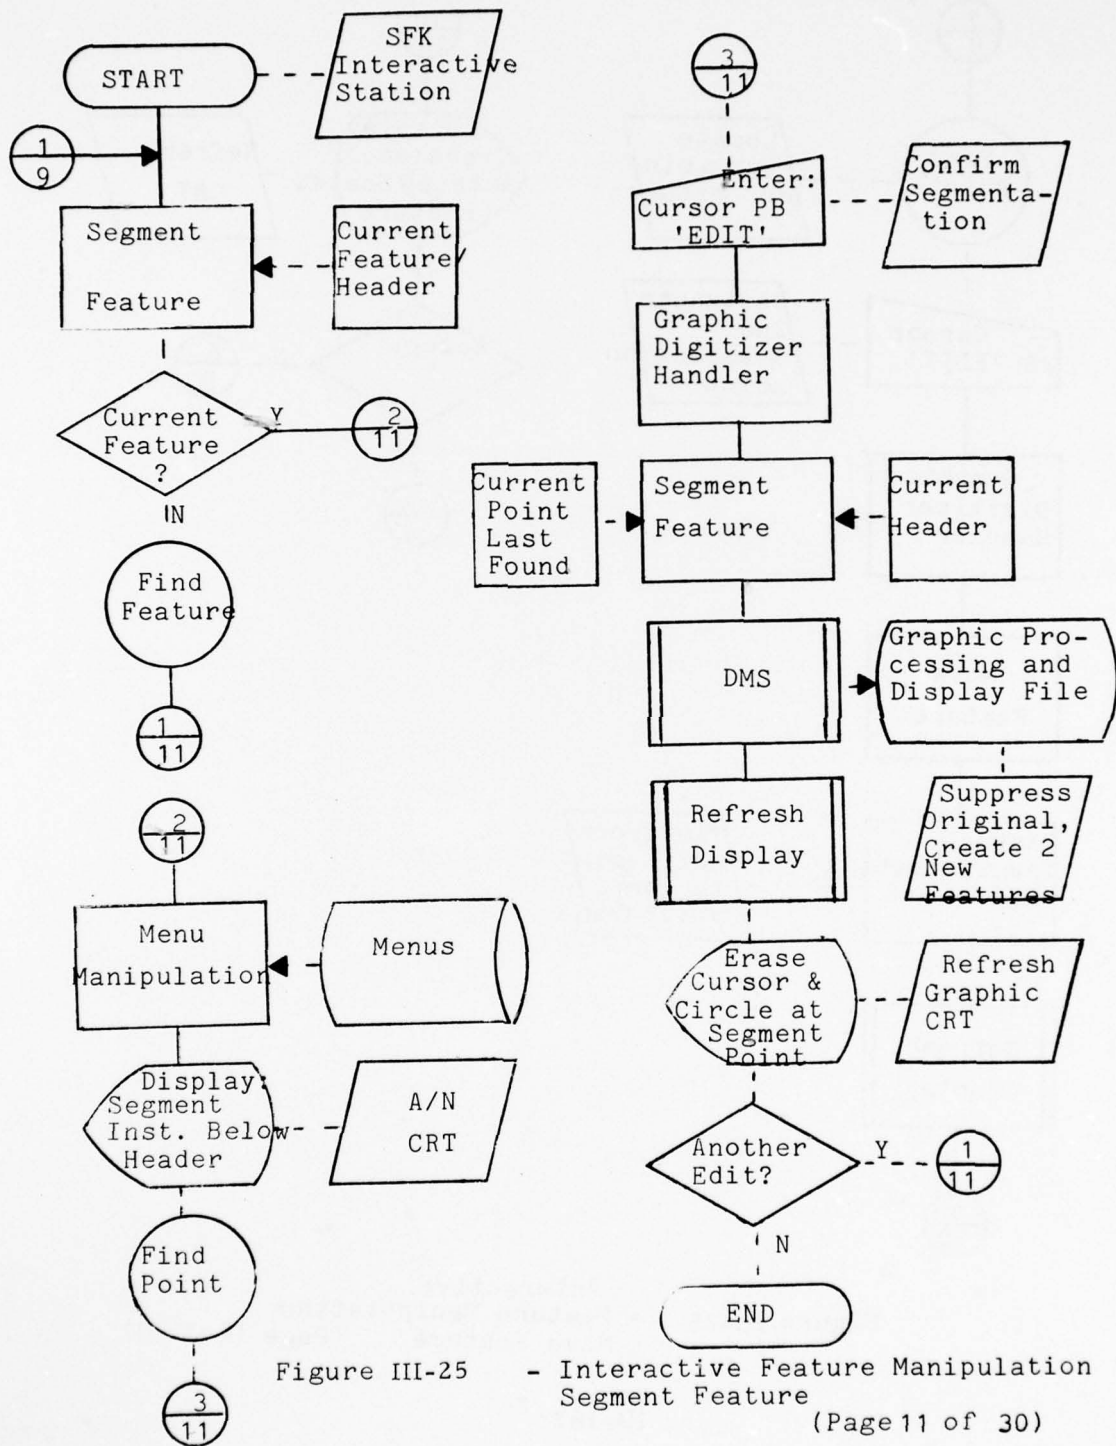 START
SFK
Interactive
Station
1
9
Segment
Feature
Current
Feature
Header
Current
Feature
?
Y
2
11
N
Find
Feature
1
11
2
11
Menu
Manipulation
Menus
Display:
Segment
Inst. Below
Header
A/N
CRT
Find
Point
3
11
3
11
Enter:
Cursor PB
'EDIT'
Confirm
Segmenta-
tion
Graphic
Digitizer
Handler
Current
Point
Last
Found
Segment
Feature
Current
Header
DMS
Graphic Pro-
cessing and
Display File
Refresh
Display
Suppress
Original,
Create 2
New
Features
Erase
Cursor &
Circle at
Segment
Point
Refresh
Graphic
CRT
Another
Edit?
Y
1
11
N
END
Figure III-25 - Interactive Feature Manipulation
Segment Feature
(Page 11 of 30)